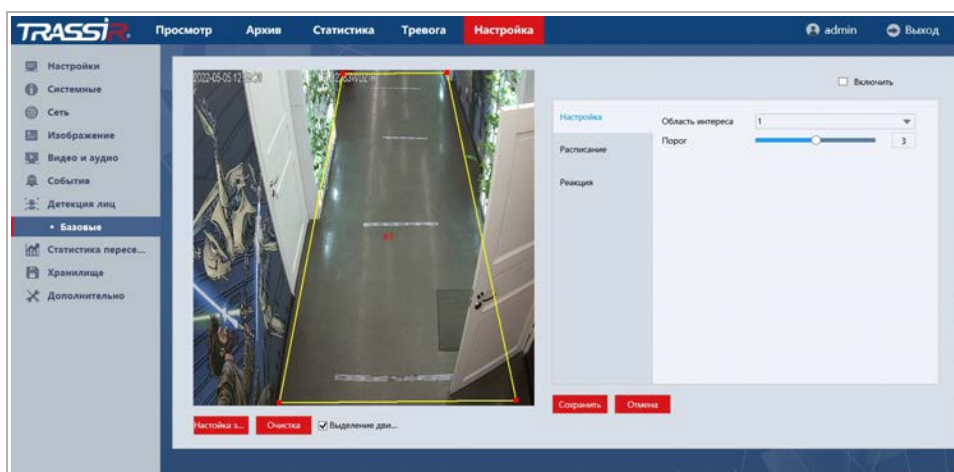 TRASSIR
Просмотр Архив Статистика Тревога Настройка admin Выход
Настройки
Системные
Сеть
Изображение
Видео и аудио
События
Детекция лиц
• Базовые
Статистика пересе...
Хранилище
Дополнительно
2022-05-05
Включить
Настройка
Расписание
Реакция
Область интереса 1
Порог 3
Сохранить Отмена
Настойка з... Очистка Выделение дви...